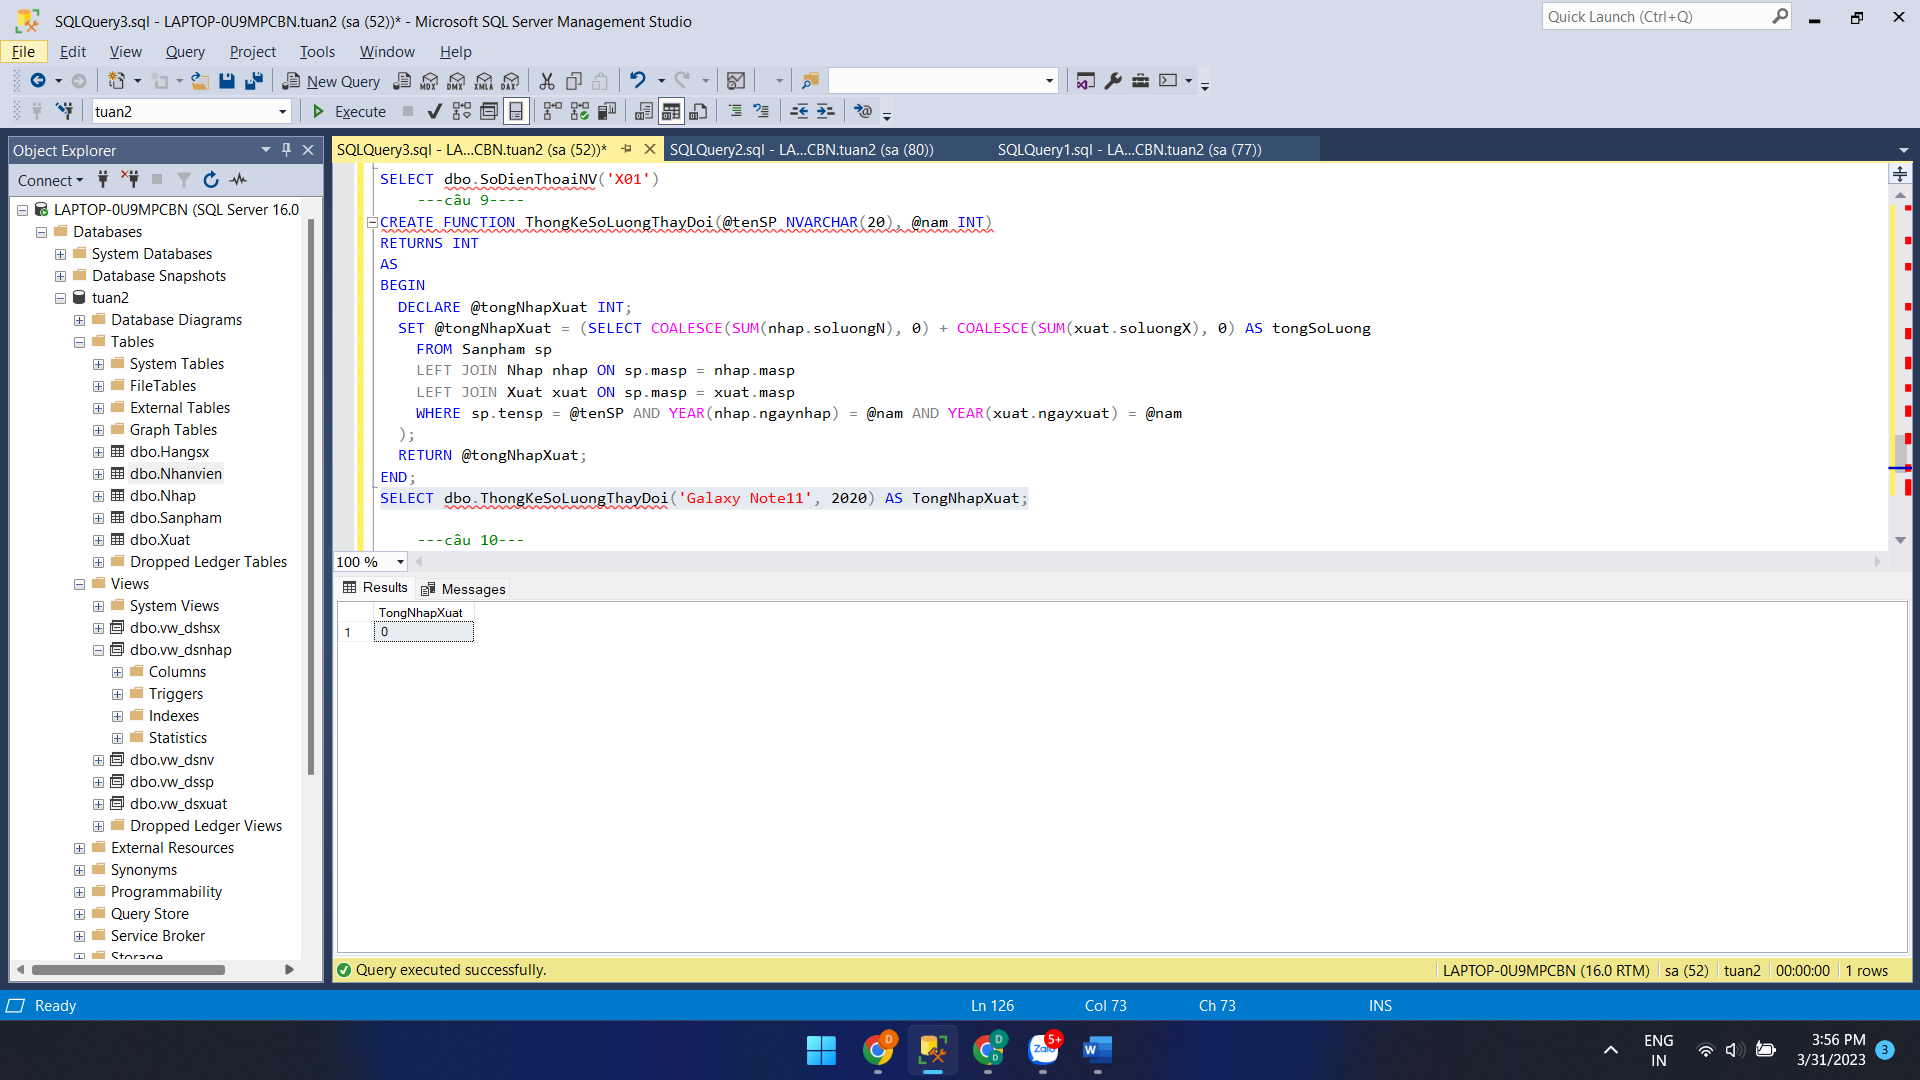 SQLQuery3.sql - LAPTOP-0U9MPCBN.tuan2 (sa (52))* - Microsoft SQL Server Management Studio
Quick Launch (Ctrl+Q)
File Edit View Query Project Tools Window Help
New Query
MDX DMX XMLA DAX
tuan2
Execute
Object Explorer
Connect
LAPTOP-0U9MPCBN (SQL Server 16.0
Databases
System Databases
Database Snapshots
tuan2
Database Diagrams
Tables
System Tables
FileTables
External Tables
Graph Tables
dbo.Hangsx
dbo.Nhanvien
dbo.Nhap
dbo.Sanpham
dbo.Xuat
Dropped Ledger Tables
Views
System Views
dbo.vw_dshsx
dbo.vw_dsnhap
Columns
Triggers
Indexes
Statistics
dbo.vw_dsnv
dbo.vw_dssp
dbo.vw_dsxuat
Dropped Ledger Views
External Resources
Synonyms
Programmability
Query Store
Service Broker
Storage
SQLQuery3.sql - LA...CBN.tuan2 (sa (52))*
SQLQuery2.sql - LA...CBN.tuan2 (sa (80))
SQLQuery1.sql - LA...CBN.tuan2 (sa (77))
SELECT dbo.SoDienThoaiNV('X01')
---câu 9----
CREATE FUNCTION ThongKeSoLuongThayDoi(@tenSP NVARCHAR(20), @nam INT)
RETURNS INT
AS
BEGIN
DECLARE @tongNhapXuat INT;
SET @tongNhapXuat = (SELECT COALESCE(SUM(nhap.soluongN), 0) + COALESCE(SUM(xuat.soluongX), 0) AS tongSoLuong
FROM Sanpham sp
LEFT JOIN Nhap nhap ON sp.masp = nhap.masp
LEFT JOIN Xuat xuat ON sp.masp = xuat.masp
WHERE sp.tensp = @tenSP AND YEAR(nhap.ngaynhap) = @nam AND YEAR(xuat.ngayxuat) = @nam
);
RETURN @tongNhapXuat;
END;
SELECT dbo.ThongKeSoLuongThayDoi('Galaxy Note11', 2020) AS TongNhapXuat;
---câu 10---
100 %
Results
Messages
TongNhapXuat
1 0
Query executed successfully.
LAPTOP-0U9MPCBN (16.0 RTM) sa (52) tuan2 00:00:00 1 rows
Ready
Ln 126
Col 73
Ch 73
INS
D
D
D
Zalo
5+
W
ENG
IN
3:56 PM
3/31/2023
3